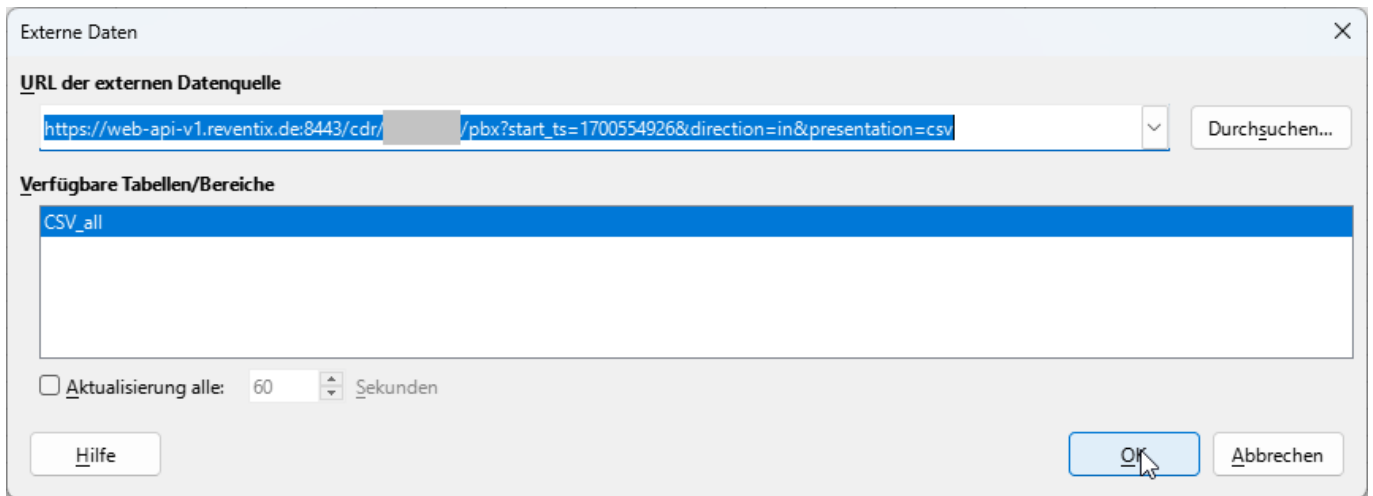 Externe Daten
URL der externen Datenquelle
https://web-api-v1.reventix.de:8443/cdr/ /pbx?start_ts=1700554926&direction=in&presentation=csv
Durchsuchen...
Verfügbare Tabellen/Bereiche
CSV_all
Aktualisierung alle: 60 Sekunden
Hilfe
OK
Abbrechen